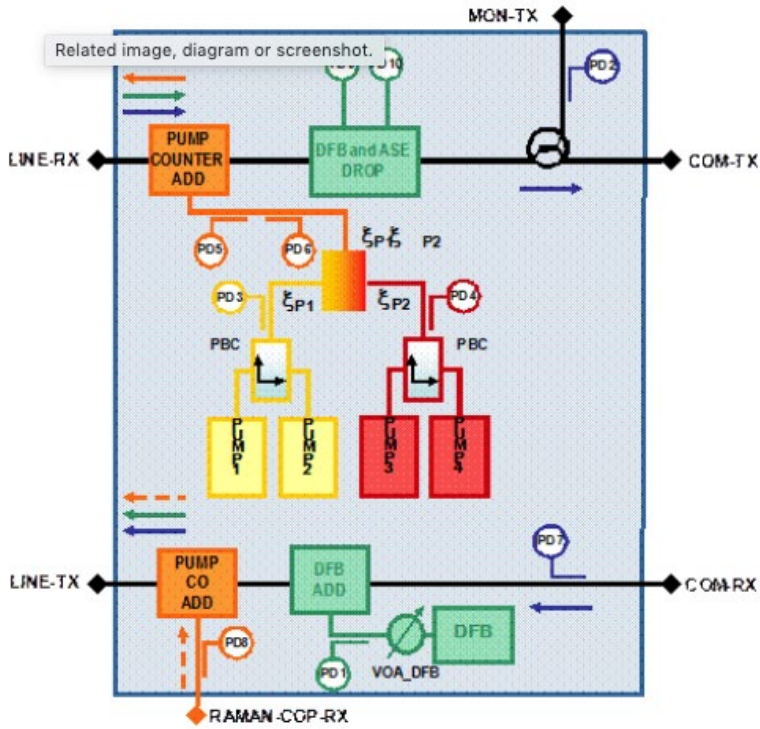 MON-TX
Related image, diagram or screenshot.
PD10
PD2
LINE-RX
PUMP
COUNTER
ADD
DFB and ASE
DROP
COM-TX
PD5
PD6
ξP1
P2
PD3
ξP1
ξP2
PD4
PBC
PBC
PUMP
1
PUMP
2
PUMP
3
PUMP
4
PD7
LINE-TX
PUMP
CO
ADD
DFB
ADD
COM-RX
PD8
DFB
PD1
VOA_DFB
RAMAN-COP-RX